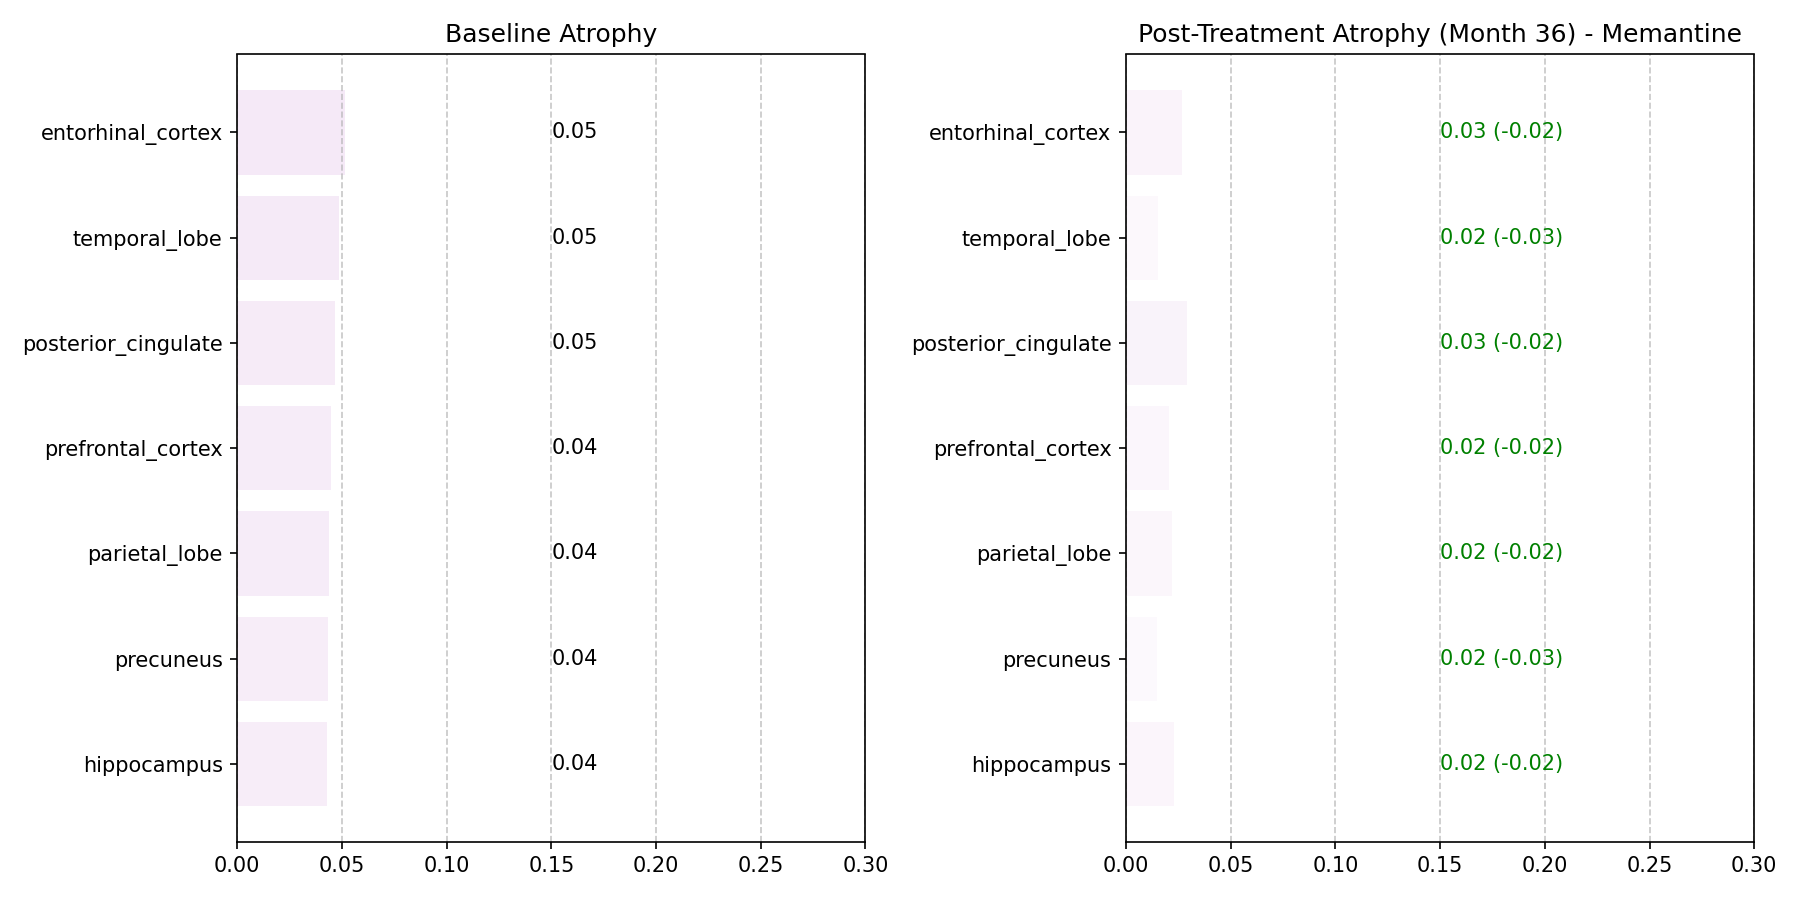 Baseline Atrophy
entorhinal_cortex
0.05
temporal_lobe
0.05
posterior_cingulate
0.05
prefrontal_cortex
0.04
parietal_lobe
0.04
precuneus
0.04
hippocampus
0.04
0.00 0.05 0.10 0.15 0.20 0.25 0.30
Post-Treatment Atrophy (Month 36) - Memantine
entorhinal_cortex
0.03 (-0.02)
temporal_lobe
0.02 (-0.03)
posterior_cingulate
0.03 (-0.02)
prefrontal_cortex
0.02 (-0.02)
parietal_lobe
0.02 (-0.02)
precuneus
0.02 (-0.03)
hippocampus
0.02 (-0.02)
0.00 0.05 0.10 0.15 0.20 0.25 0.30